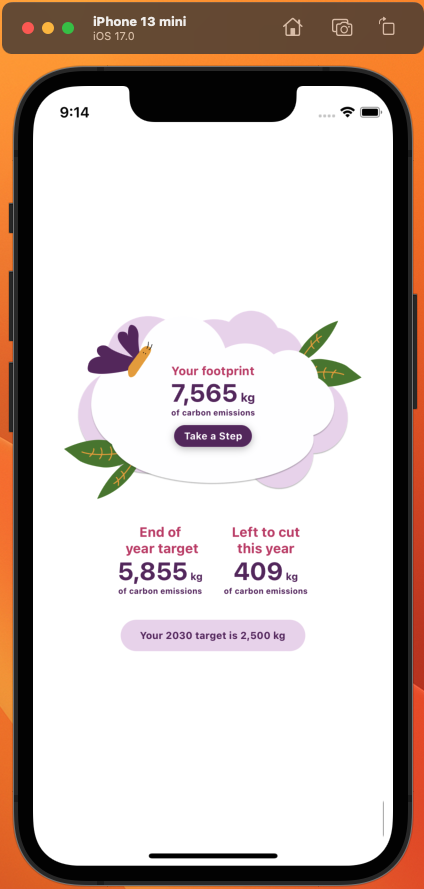 iPhone 13 mini
iOS 17.0
9:14
Your footprint
7,565 kg
of carbon emissions
Take a Step
End of
year target
5,855 kg
of carbon emissions
Left to cut
this year
409 kg
of carbon emissions
Your 2030 target is 2,500 kg